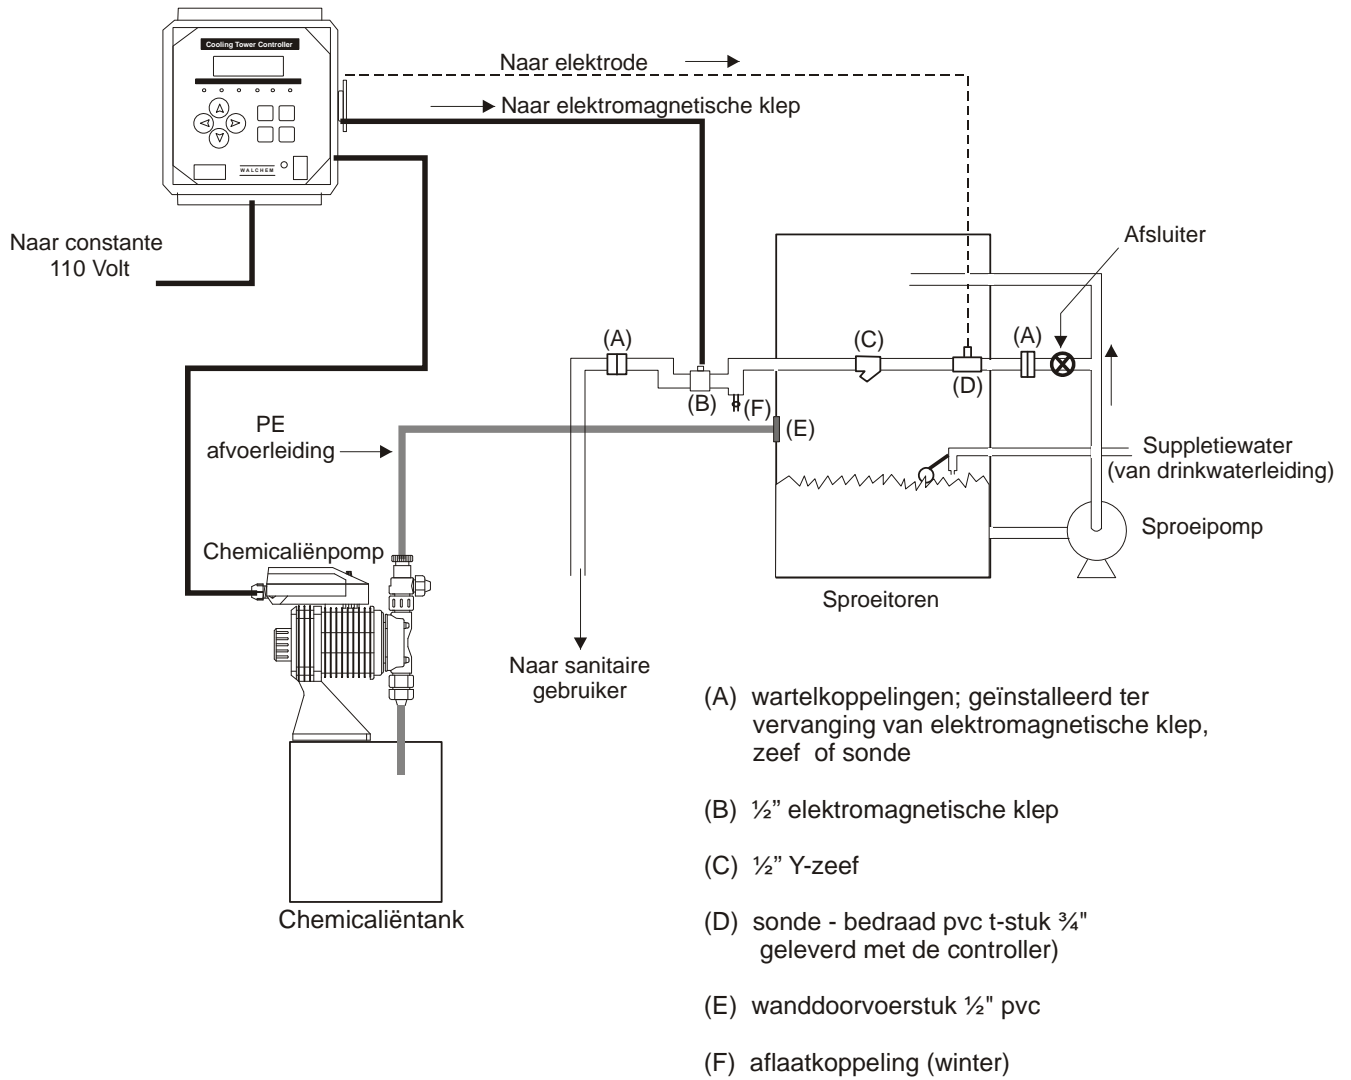 Cooling Tower Controller
WALCHEM
Naar elektrode
Naar elektromagnetische klep
Naar constante
110 Volt
Afsluiter
(A)
(C)
(A)
(B)
(F)
(D)
(E)
PE
afvoerleiding
Suppletiewater
(van drinkwaterleiding)
Sproeipomp
Chemicaliënpomp
Sproeitoren
Naar sanitaire
gebruiker
Chemicaliëntank
(A) wartelkoppelingen; geïnstalleerd ter
vervanging van elektromagnetische klep,
zeef of sonde
(B) ½” elektromagnetische klep
(C) ½” Y-zeef
(D) sonde - bedraad pvc t-stuk ¾"
geleverd met de controller)
(E) wanddoorvoerstuk ½" pvc
(F) aflaatkoppeling (winter)